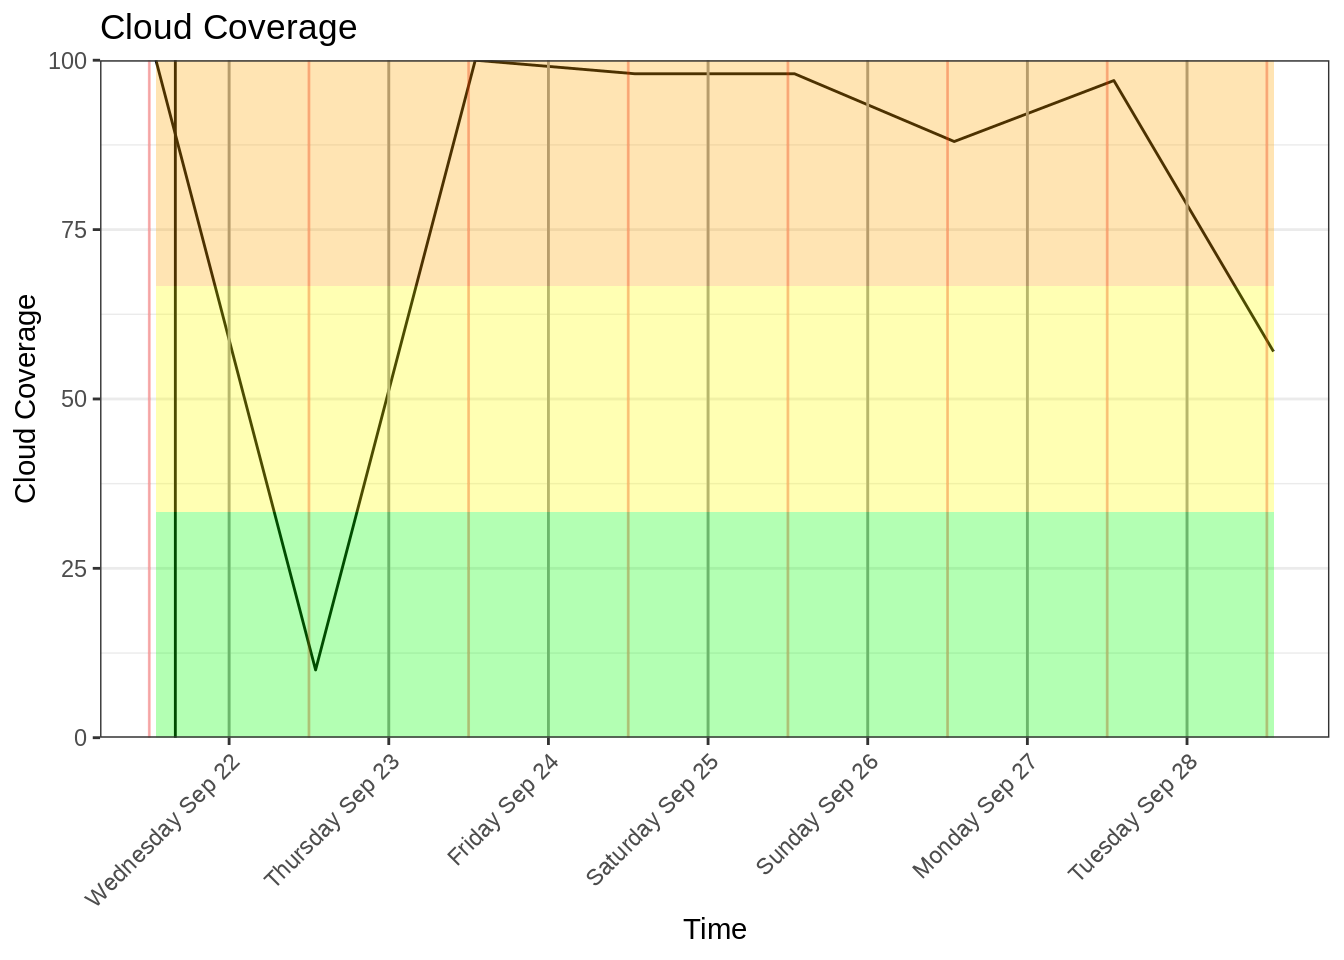 Cloud Coverage
100
75
50
25
0
Cloud Coverage
Wednesday Sep 22
Thursday Sep 23
Friday Sep 24
Saturday Sep 25
Sunday Sep 26
Monday Sep 27
Tuesday Sep 28
Time